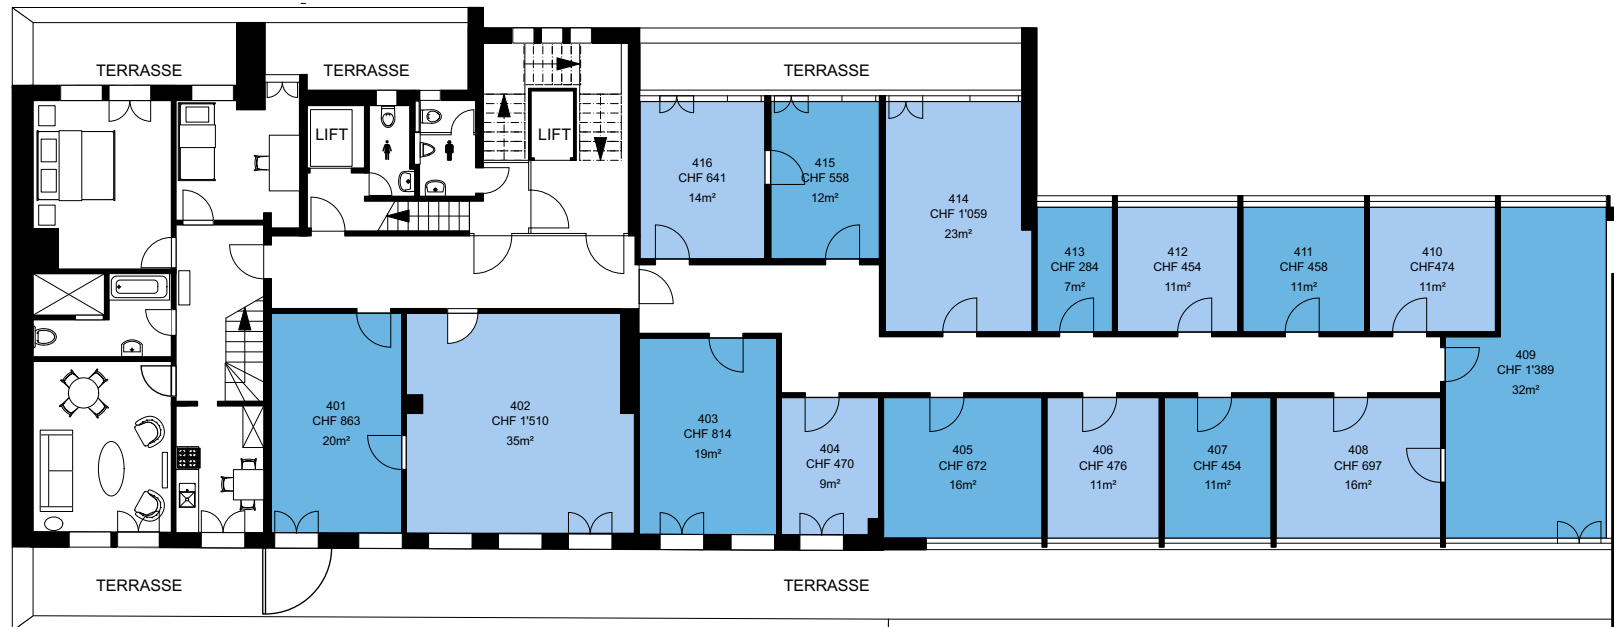 TERRASSE
TERRASSE
TERRASSE
LIFT
LIFT
416
CHF 641
14m²
415
CHF 558
12m²
414
CHF 1'059
23m²
413
CHF 284
7m²
412
CHF 454
11m²
411
CHF 458
11m²
410
CHF474
11m²
409
CHF 1'389
32m²
401
CHF 863
20m²
402
CHF 1'510
35m²
403
CHF 814
19m²
404
CHF 470
9m²
405
CHF 672
16m²
406
CHF 476
11m²
407
CHF 454
11m²
408
CHF 697
16m²
TERRASSE
TERRASSE